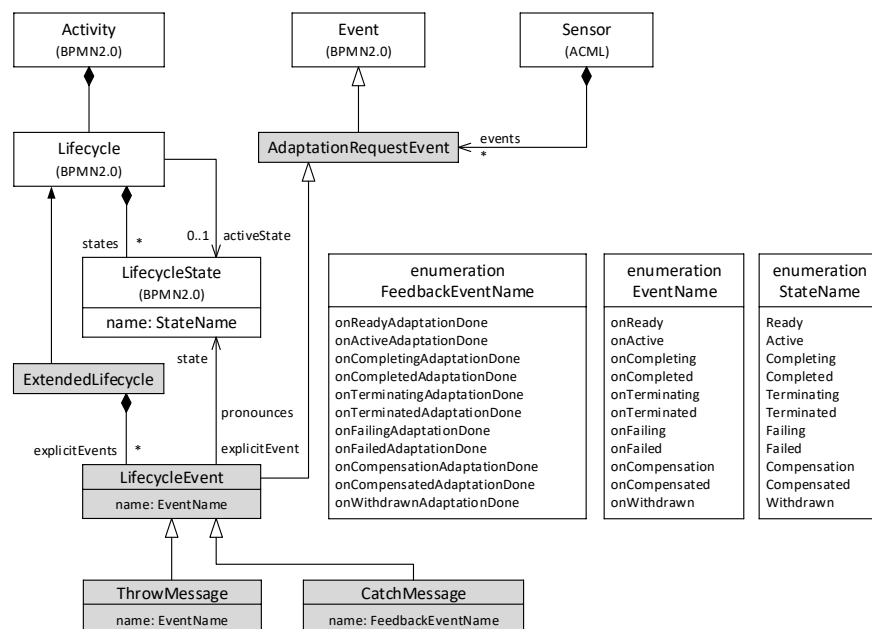 Activity
(BPMN2.0)
Event
(BPMN2.0)
Sensor
(ACML)
Lifecycle
(BPMN2.0)
AdaptationRequestEvent
events
*
states
*
0..1
activeState
LifecycleState
(BPMN2.0)
name: StateName
state
ExtendedLifecycle
pronounces
explicitEvents
*
explicitEvent
LifecycleEvent
name: EventName
ThrowMessage
name: EventName
CatchMessage
name: FeedbackEventName
enumeration
FeedbackEventName
onReadyAdaptationDone
onActiveAdaptationDone
onCompletingAdaptationDone
onCompletedAdaptationDone
onTerminatingAdaptationDone
onTerminatedAdaptationDone
onFailingAdaptationDone
onFailedAdaptationDone
onCompensationAdaptationDone
onCompensatedAdaptationDone
onWithdrawnAdaptationDone
enumeration
EventName
onReady
onActive
onCompleting
onCompleted
onTerminating
onTerminated
onFailing
onFailed
onCompensation
onCompensated
onWithdrawn
enumeration
StateName
Ready
Active
Completing
Completed
Terminating
Terminated
Failing
Failed
Compensation
Compensated
Withdrawn